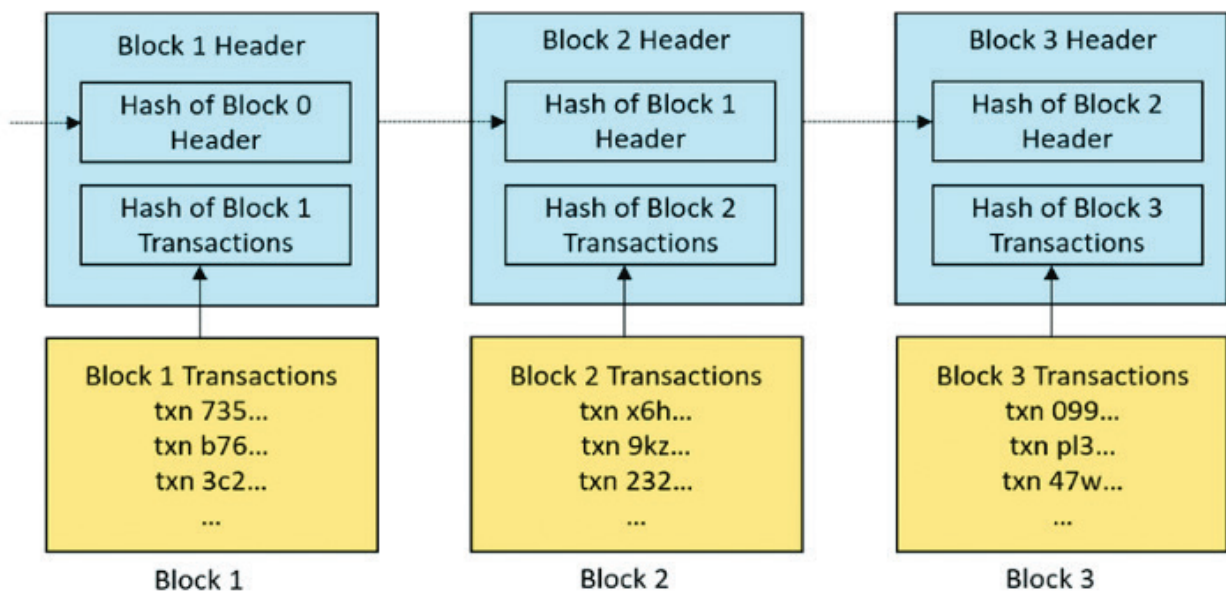 Block 1 Header
Hash of Block 0
Header
Hash of Block 1
Transactions
Block 1 Transactions
txn 735...
txn b76...
txn 3c2...
...
Block 1
Block 2 Header
Hash of Block 1
Header
Hash of Block 2
Transactions
Block 2 Transactions
txn x6h...
txn 9kz...
txn 232...
...
Block 2
Block 3 Header
Hash of Block 2
Header
Hash of Block 3
Transactions
Block 3 Transactions
txn 099...
txn pl3...
txn 47w...
...
Block 3